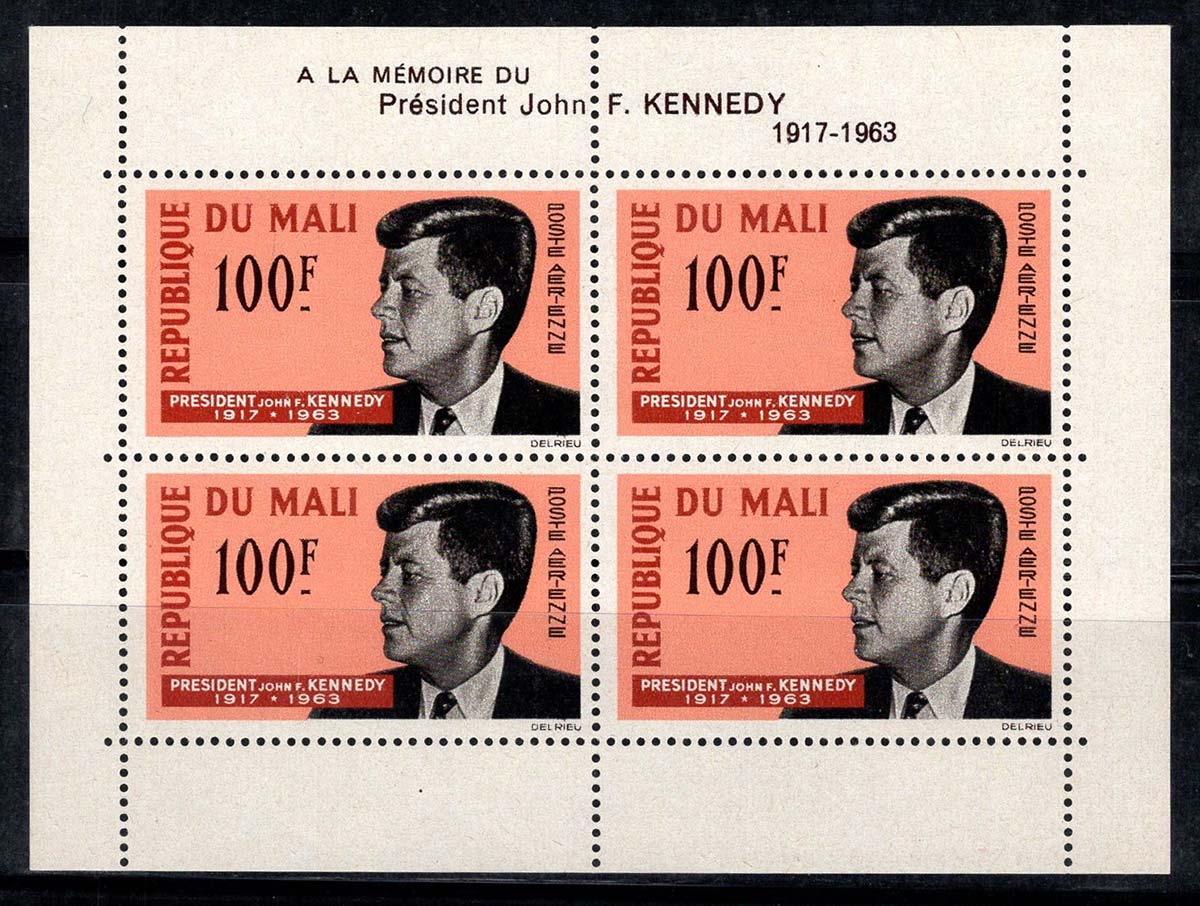 A LA MÉMOIRE DU
Président John F. KENNEDY
1917-1963
REPUBLIQUE
DU MALI
100F
POSTE AERIENNE
PRESIDENT JOHN F. KENNEDY
1917 ★ 1963
DELRIEU
REPUBLIQUE
DU MALI
100F
POSTE AERIENNE
PRESIDENT JOHN F. KENNEDY
1917 ★ 1963
DELRIEU
REPUBLIQUE
DU MALI
100F
POSTE AERIENNE
PRESIDENT JOHN F. KENNEDY
1917 ★ 1963
DELRIEU
REPUBLIQUE
DU MALI
100F
POSTE AERIENNE
PRESIDENT JOHN F. KENNEDY
1917 ★ 1963
DELRIEU